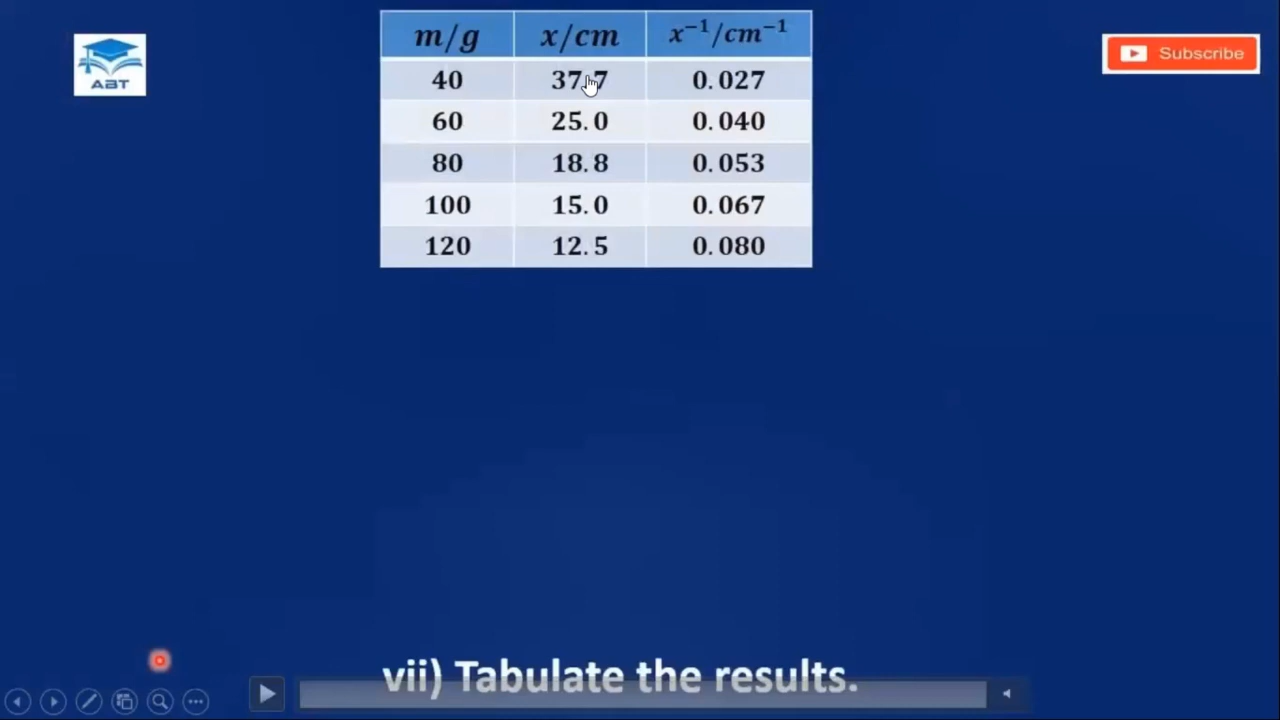 m/g x/cm x⁻¹/cm⁻¹
40 37.7 0.027
60 25.0 0.040
80 18.8 0.053
100 15.0 0.067
120 12.5 0.080
ABT
Subscribe
vii) Tabulate the results.